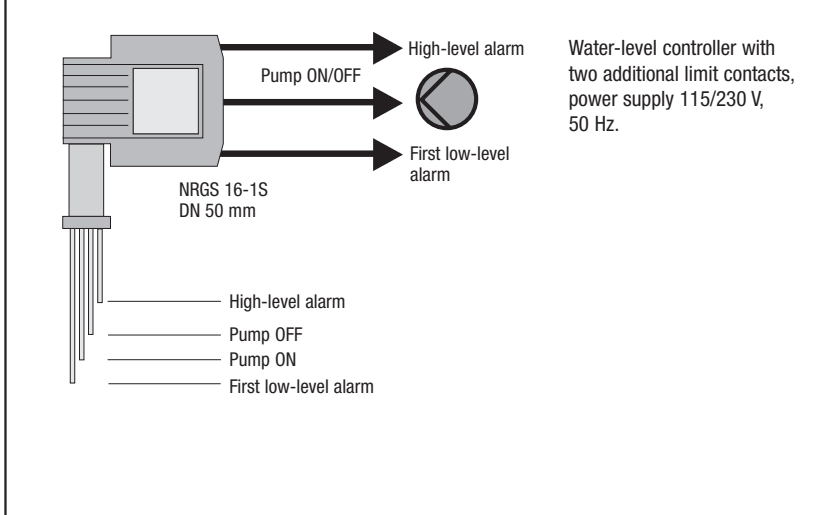 High-level alarm
Pump ON/OFF
First low-level
alarm
Water-level controller with
two additional limit contacts,
power supply 115/230 V,
50 Hz.
NRGS 16-1S
DN 50 mm
High-level alarm
Pump OFF
Pump ON
First low-level alarm